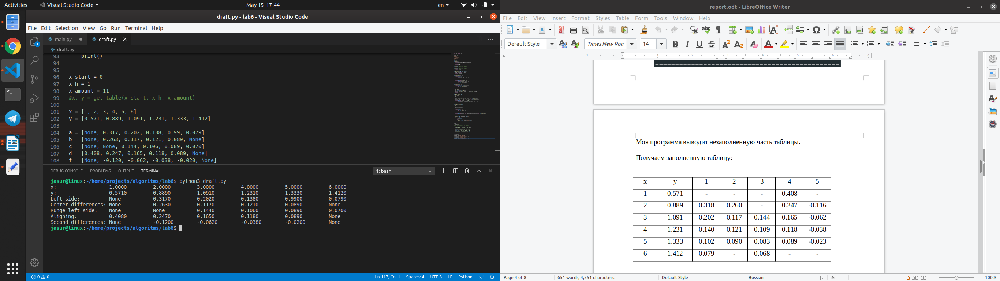 Activities Visual Studio Code May 15 17:44 en
draft.py - lab6 - Visual Studio Code
File Edit Selection View Go Run Terminal Help
main.py draft.py
draft.py
93 print()
94
95
96 x_start = 0
97 x_h = 1
98 x_amount = 11
99 #x, y = get_table(x_start, x_h, x_amount)
100
101 x = [1, 2, 3, 4, 5, 6]
102 y = [0.571, 0.889, 1.091, 1.231, 1.333, 1.412]
103
104 a = [None, 0.317, 0.202, 0.138, 0.99, 0.079]
105 b = [None, 0.263, 0.117, 0.121, 0.089, None]
106 c = [None, None, 0.144, 0.106, 0.089, 0.070]
107 d = [0.408, 0.247, 0.165, 0.118, 0.089, None]
108 f = [None, -0.120, -0.062, -0.038, -0.020, None]
DEBUG CONSOLE PROBLEMS OUTPUT TERMINAL 1: bash
jasur@linux:~/home/projects/algoritms/lab6$ python3 draft.py
x: 1.0000 2.0000 3.0000 4.0000 5.0000 6.0000
y: 0.5710 0.8890 1.0910 1.2310 1.3330 1.4120
Left side: None 0.3170 0.2020 0.1380 0.9900 0.0790
Center differences: None 0.2630 0.1170 0.1210 0.0890 None
Runge left side: None None 0.1440 0.1060 0.0890 0.0700
Aligning: 0.4080 0.2470 0.1650 0.1180 0.0890 None
Second differences: None -0.1200 -0.0620 -0.0380 -0.0200 None
jasur@linux:~/home/projects/algoritms/lab6$
0 0 Ln 117, Col 1 Spaces: 4 UTF-8 LF Python
report.odt - LibreOffice Writer
File Edit View Insert Format Styles Table Form Tools Window Help
Default Style Times New Rom 14
Моя программа выводит незаполненную часть таблицы.
Получаем заполненную таблицу:
x y 1 2 3 4 5
1 0.571 - - - 0.408 -
2 0.889 0.318 0.260 - 0.247 -0.116
3 1.091 0.202 0.117 0.144 0.165 -0.062
4 1.231 0.140 0.121 0.109 0.118 -0.038
5 1.333 0.102 0.090 0.083 0.089 -0.023
6 1.412 0.079 - 0.068 - -
Page 4 of 8 651 words, 4,551 characters Default Style Russian 100%